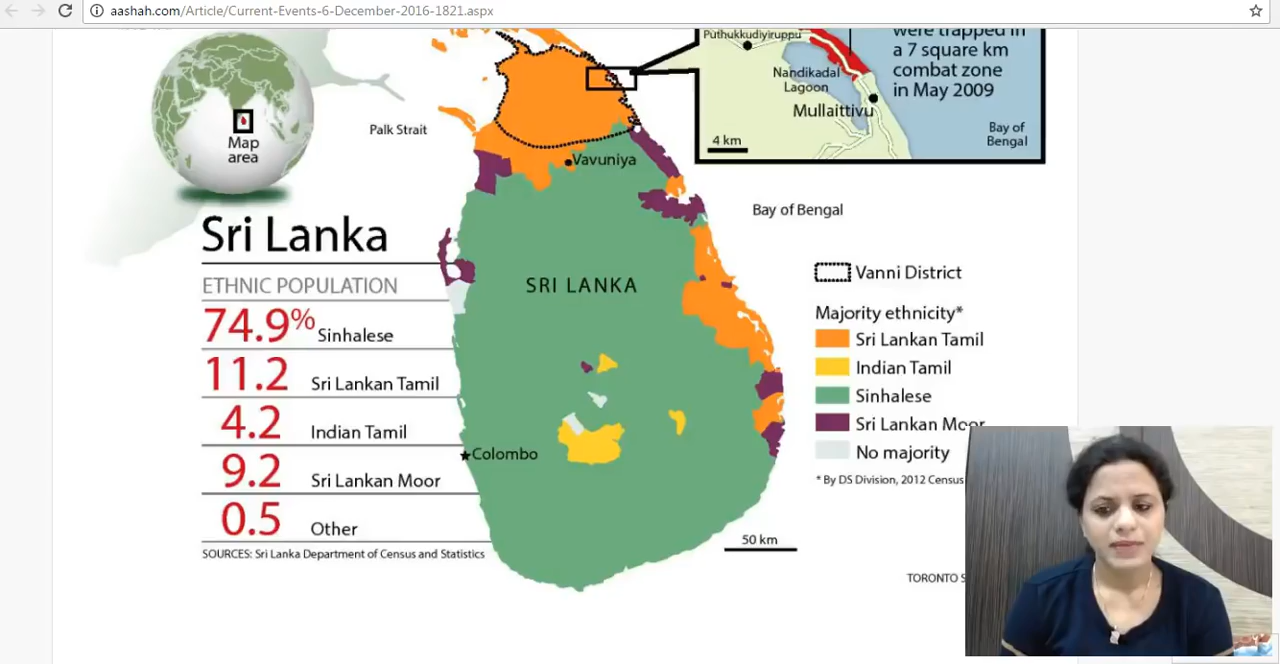 aashah.com/Article/Current-Events-6-December-2016-1821.aspx
Puthukkudiyiruppu
were trapped in
a 7 square km
combat zone
in May 2009
Nandikadal
Lagoon
Mullaittivu
Bay of
Bengal
4 km
Map
area
Palk Strait
Vavuniya
Bay of Bengal
Sri Lanka
ETHNIC POPULATION
74.9% Sinhalese
11.2 Sri Lankan Tamil
4.2 Indian Tamil
9.2 Sri Lankan Moor
0.5 Other
SOURCES: Sri Lanka Department of Census and Statistics
SRI LANKA
Colombo
Vanni District
Majority ethnicity*
Sri Lankan Tamil
Indian Tamil
Sinhalese
Sri Lankan Moor
No majority
* By DS Division, 2012 Census
50 km
TORONTO S